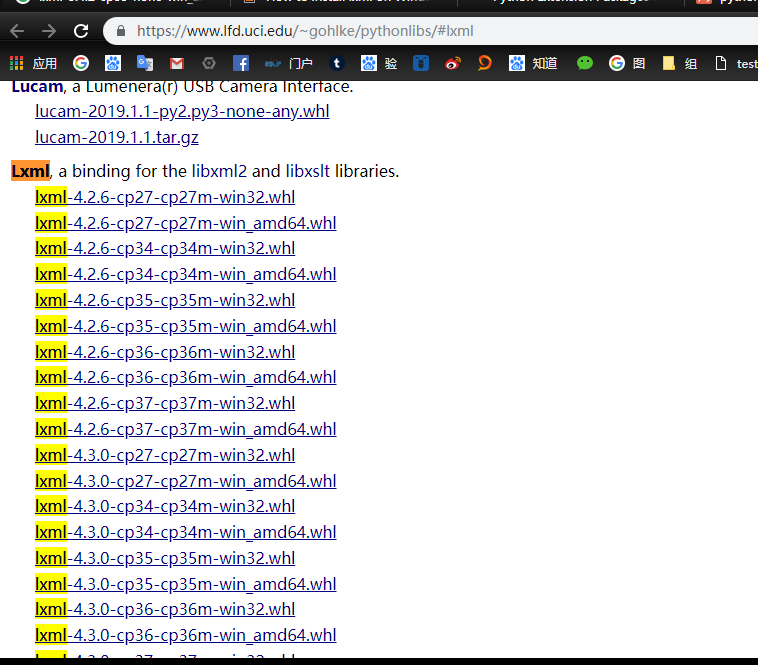 https://www.lfd.uci.edu/~gohlke/pythonlibs/#lxml
应用 门户 验 知道 图 组 test
Lucam, a Lumenera(r) USB Camera Interface.
lucam-2019.1.1-py2.py3-none-any.whl
lucam-2019.1.1.tar.gz
Lxml, a binding for the libxml2 and libxslt libraries.
lxml-4.2.6-cp27-cp27m-win32.whl
lxml-4.2.6-cp27-cp27m-win_amd64.whl
lxml-4.2.6-cp34-cp34m-win32.whl
lxml-4.2.6-cp34-cp34m-win_amd64.whl
lxml-4.2.6-cp35-cp35m-win32.whl
lxml-4.2.6-cp35-cp35m-win_amd64.whl
lxml-4.2.6-cp36-cp36m-win32.whl
lxml-4.2.6-cp36-cp36m-win_amd64.whl
lxml-4.2.6-cp37-cp37m-win32.whl
lxml-4.2.6-cp37-cp37m-win_amd64.whl
lxml-4.3.0-cp27-cp27m-win32.whl
lxml-4.3.0-cp27-cp27m-win_amd64.whl
lxml-4.3.0-cp34-cp34m-win32.whl
lxml-4.3.0-cp34-cp34m-win_amd64.whl
lxml-4.3.0-cp35-cp35m-win32.whl
lxml-4.3.0-cp35-cp35m-win_amd64.whl
lxml-4.3.0-cp36-cp36m-win32.whl
lxml-4.3.0-cp36-cp36m-win_amd64.whl